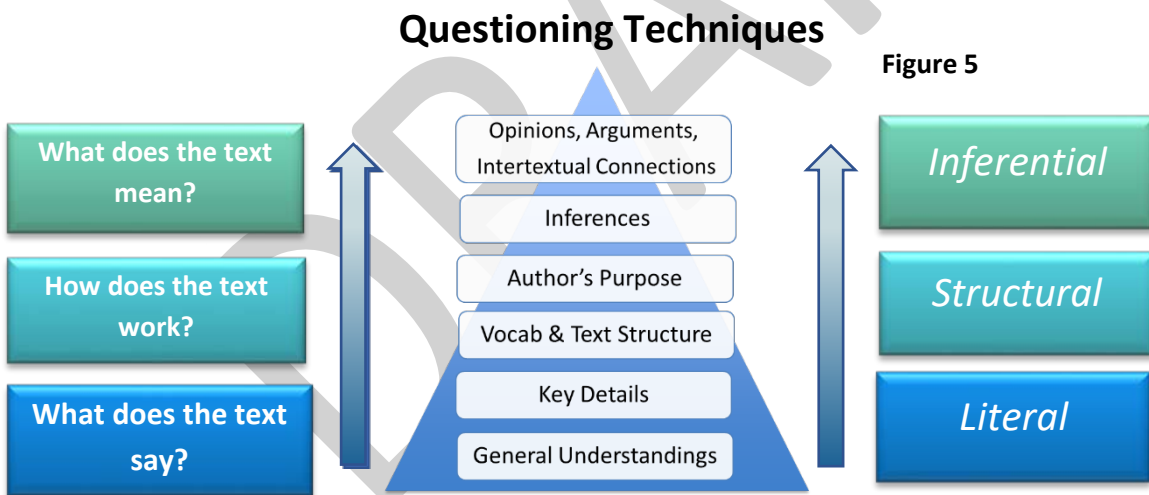 Questioning Techniques
Figure 5
What does the text
mean?
How does the text
work?
What does the text
say?
Opinions, Arguments,
Intertextual Connections
Inferences
Author's Purpose
Vocab & Text Structure
Key Details
General Understandings
Inferential
Structural
Literal